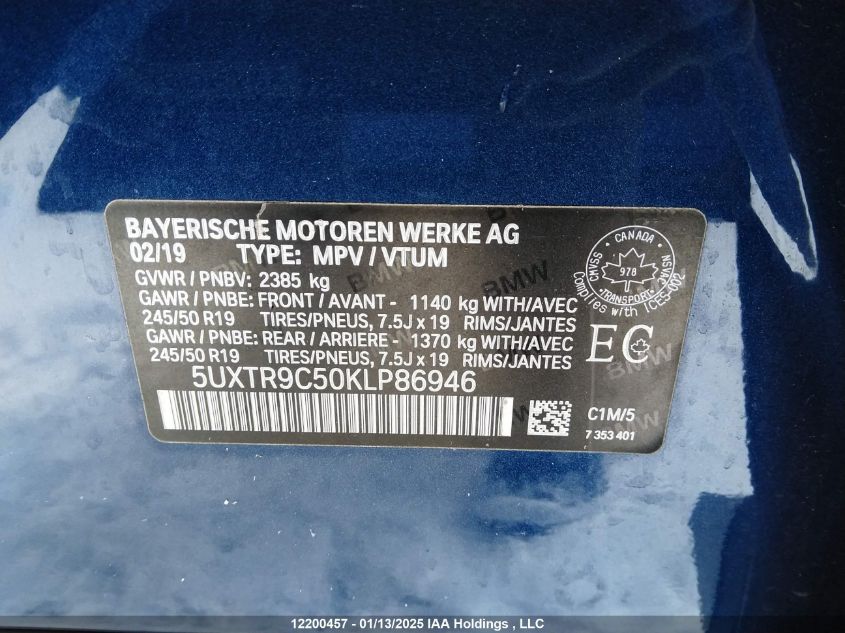 BAYERISCHE MOTOREN WERKE AG
02/19 TYPE: MPV / VTUM
GVWR / PNBV: 2385 kg
GAWR / PNBE: FRONT / AVANT - 1140 kg WITH/AVEC
245/50 R19 TIRES/PNEUS, 7.5J x 19 RIMS/JANTES
GAWR / PNBE: REAR / ARRIERE - 1370 kg WITH/AVEC
245/50 R19 TIRES/PNEUS, 7.5J x 19 RIMS/JANTES
5UXTR9C50KLP86946
CANADA
CMVSS
NSVAC
978
TRANSPORT
Complies with ICES-002
EC
C1M/5
7 353 401
BMW
12200457 - 01/13/2025 IAA Holdings , LLC